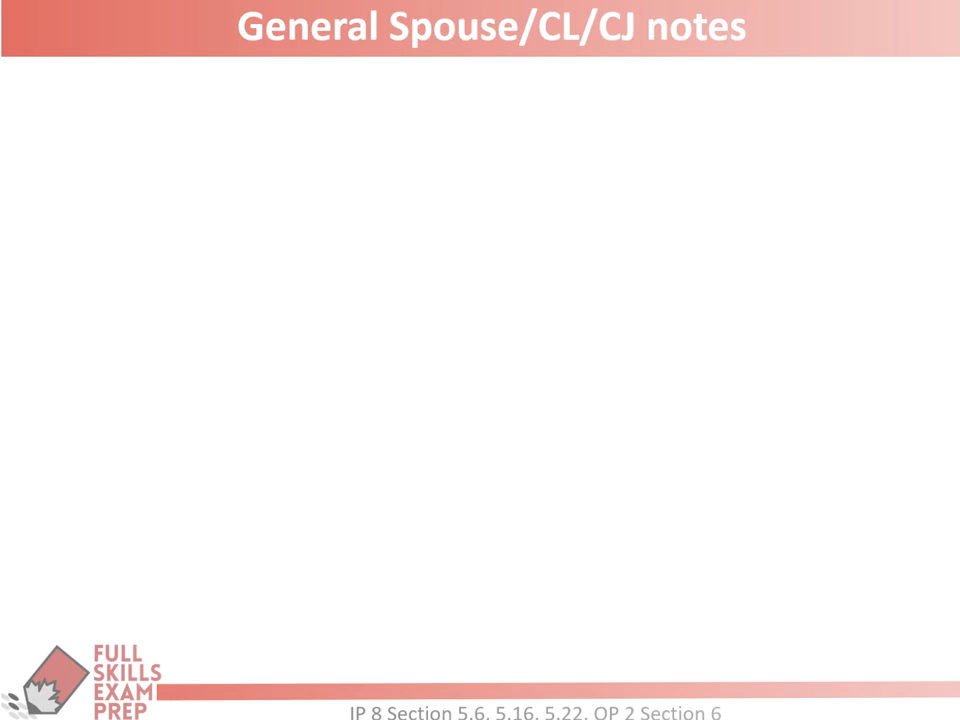 General Spouse/CL/CJ notes
FULL
SKILLS
EXAM
PREP
IP 8 Section 5.6, 5.16, 5.22, OP 2 Section 6